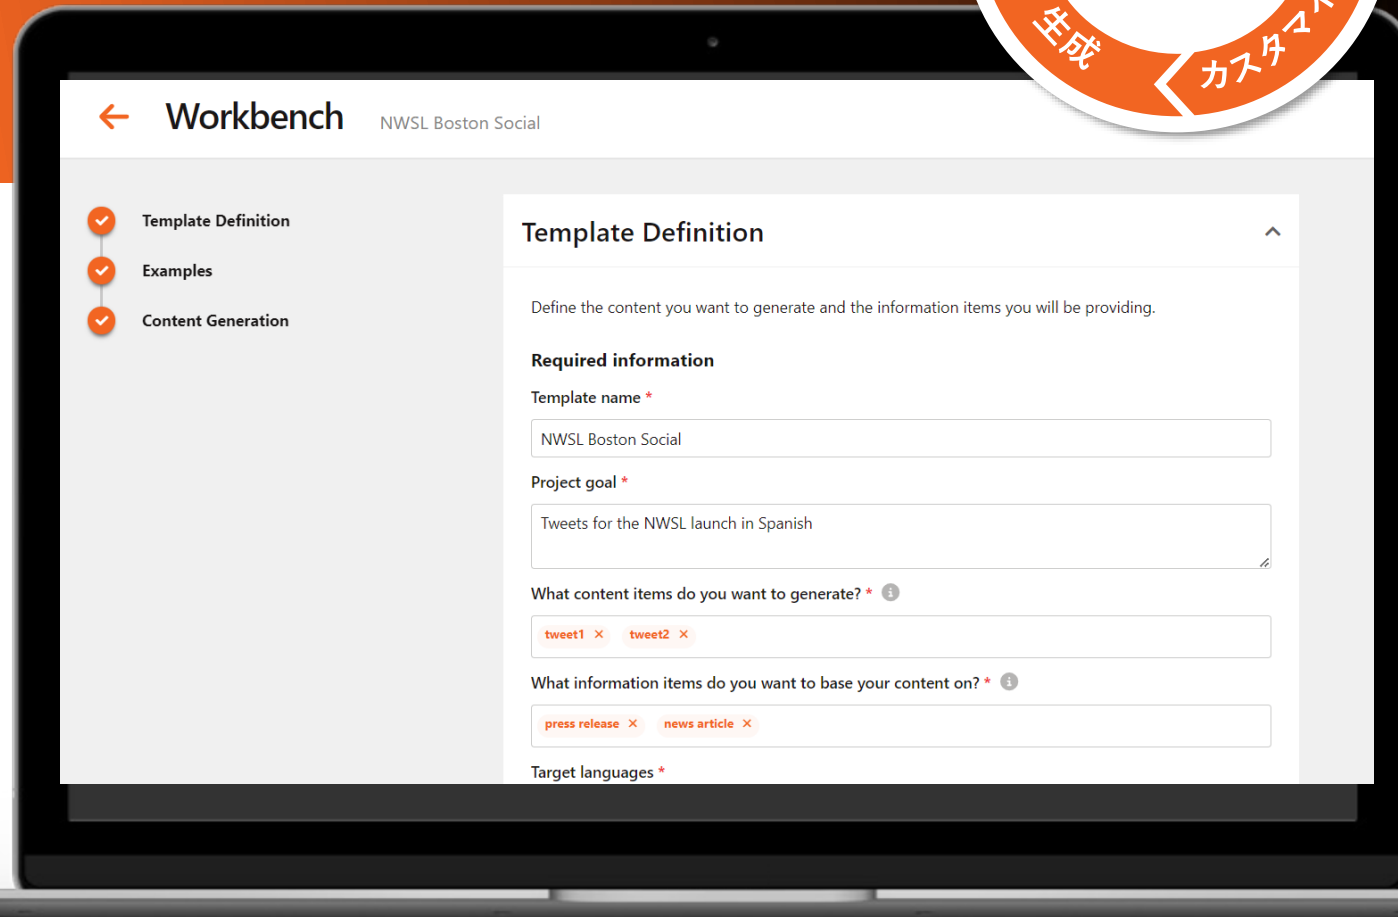 生成
カスタマイ
Workbench
NWSL Boston Social
Template Definition
Examples
Content Generation
Template Definition
Define the content you want to generate and the information items you will be providing.
Required information
Template name *
NWSL Boston Social
Project goal *
Tweets for the NWSL launch in Spanish
What content items do you want to generate? *
tweet1 × tweet2 ×
What information items do you want to base your content on? *
press release × news article ×
Target languages *